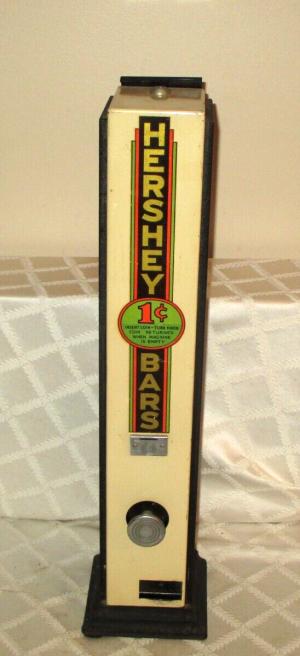 HERSHEY
1¢
INSERT COIN - TURN KNOB
COIN RETURNED
WHEN MACHINE
IS EMPTY
BARS